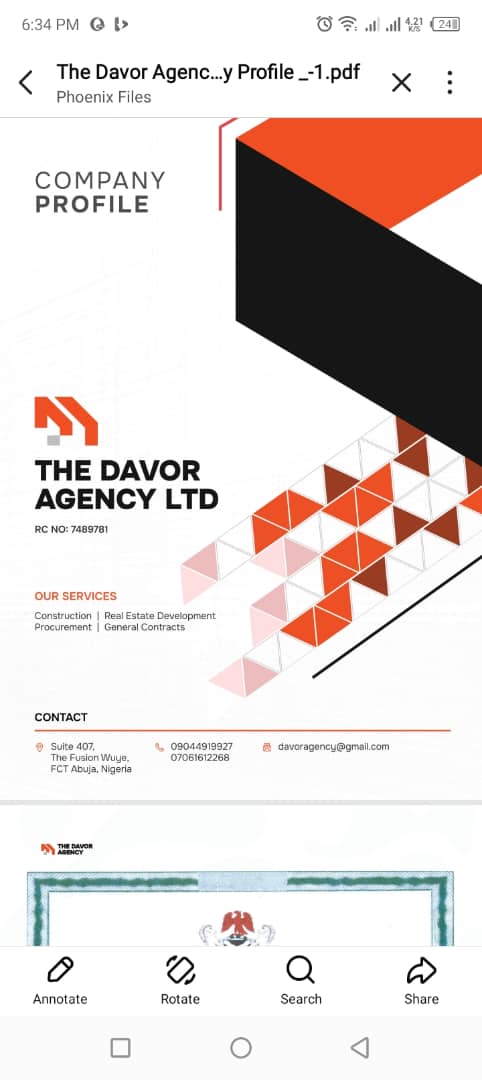 6:34 PM
4.21
K/S
24
The Davor Agenc...y Profile _-1.pdf
Phoenix Files
COMPANY
PROFILE
THE DAVOR
AGENCY LTD
RC NO: 7489781
OUR SERVICES
Construction | Real Estate Development
Procurement | General Contracts
CONTACT
Suite 407,
The Fusion Wuye,
FCT Abuja, Nigeria
09044919927
07061612268
davoragency@gmail.com
THE DAVOR
AGENCY
Annotate
Rotate
Search
Share